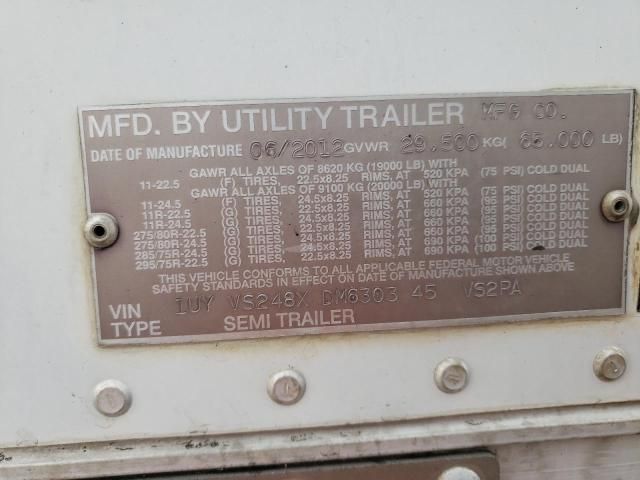 MFD. BY UTILITY TRAILER MFG CO.
DATE OF MANUFACTURE 06/2012 GVWR 29.500 KG( 65.000 LB)
GAWR ALL AXLES OF 8620 KG (19000 LB) WITH
11-22.5 (F) TIRES, 22.5x8.25 RIMS, AT 520 KPA (75 PSI) COLD DUAL
GAWR ALL AXLES OF 9100 KG (20000 LB) WITH
11-24.5 (F) TIRES, 24.5x8.25 RIMS, AT 520 KPA (75 PSI) COLD DUAL
11R-22.5 (G) TIRES, 22.5x8.25 RIMS, AT 660 KPA (95 PSI) COLD DUAL
11R-24.5 (G) TIRES, 24.5x8.25 RIMS, AT 660 KPA (95 PSI) COLD DUAL
275/80R-22.5 (G) TIRES, 22.5x8.25 RIMS, AT 660 KPA (95 PSI) COLD DUAL
275/80R-24.5 (G) TIRES, 24.5x8.25 RIMS, AT 650 KPA (95 PSI) COLD DUAL
285/75R-24.5 (G) TIRES, 24.5x8.25 RIMS, AT 690 KPA (100 PSI) COLD DUAL
295/75R-22.5 (G) TIRES, 22.5x8.25 RIMS, AT 690 KPA (100 PSI) COLD DUAL
THIS VEHICLE CONFORMS TO ALL APPLICABLE FEDERAL MOTOR VEHICLE
SAFETY STANDARDS IN EFFECT ON DATE OF MANUFACTURE SHOWN ABOVE.
VIN 1UY VS248X DM6303 45 VS2PA
TYPE SEMI TRAILER